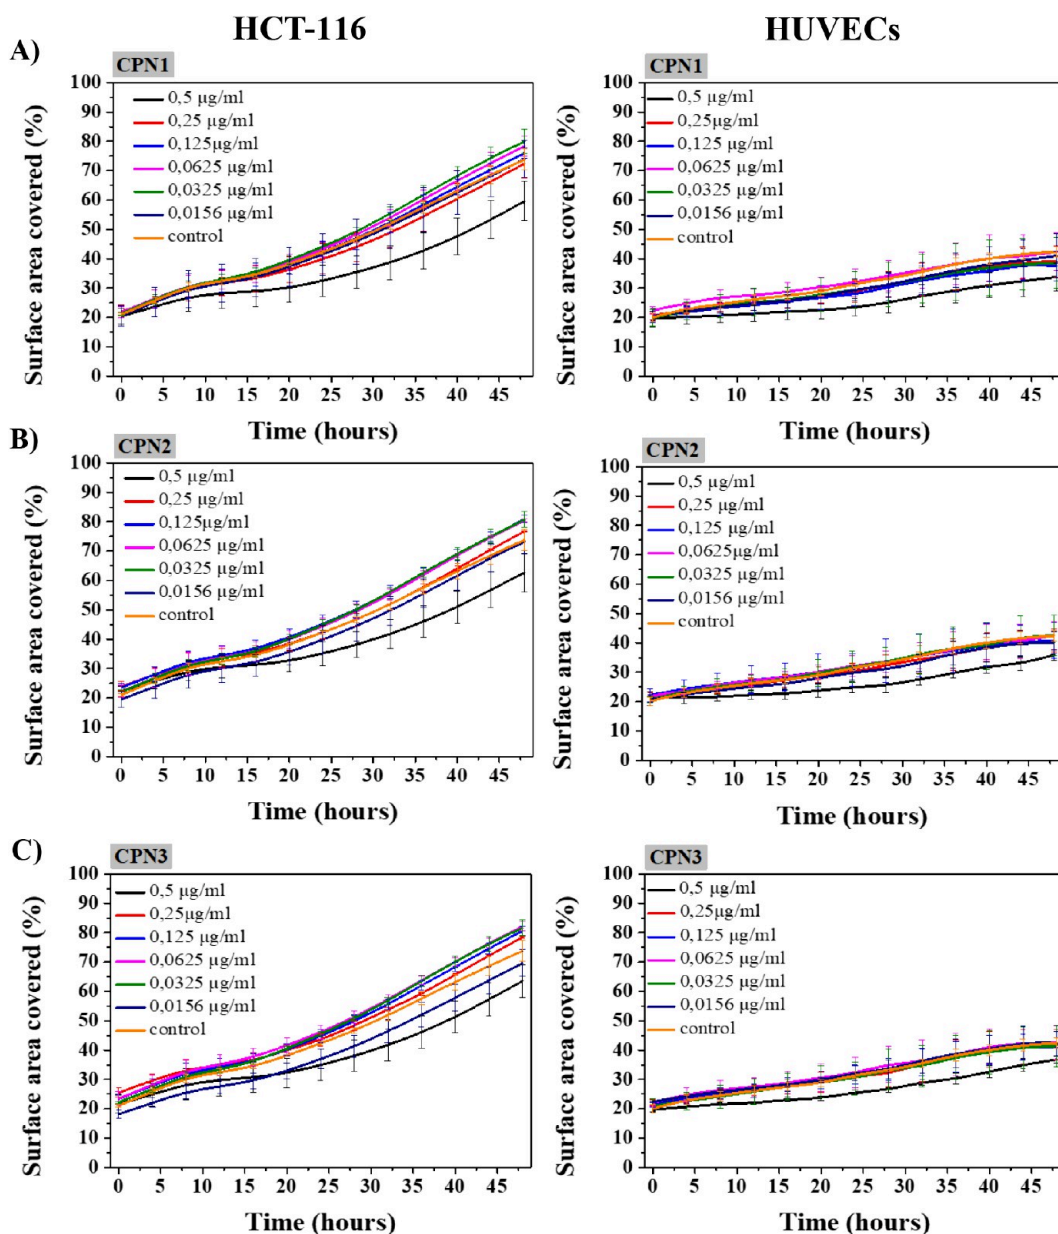 HCT-116
HUVECs
A)
CPN1
Surface area covered (%)
100
90
80
70
60
50
40
30
20
10
0
0,5 µg/ml
0,25 µg/ml
0,125µg/ml
0,0625 µg/ml
0,0325 µg/ml
0,0156 µg/ml
control
0 5 10 15 20 25 30 35 40 45
Time (hours)
CPN1
Surface area covered (%)
100
90
80
70
60
50
40
30
20
10
0
0,5 µg/ml
0,25µg/ml
0,125 µg/ml
0,0625 µg/ml
0,0325 µg/ml
0,0156 µg/ml
control
0 5 10 15 20 25 30 35 40 45
Time (hours)
B)
CPN2
Surface area covered (%)
100
90
80
70
60
50
40
30
20
10
0
0,5 µg/ml
0,25 µg/ml
0,125µg/ml
0,0625 µg/ml
0,0325 µg/ml
0,0156 µg/ml
control
0 5 10 15 20 25 30 35 40 45
Time (hours)
CPN2
Surface area covered (%)
100
90
80
70
60
50
40
30
20
10
0
0,5 µg/ml
0,25 µg/ml
0,125 µg/ml
0,0625µg/ml
0,0325 µg/ml
0,0156 µg/ml
control
0 5 10 15 20 25 30 35 40 45
Time (hours)
C)
CPN3
Surface area covered (%)
100
90
80
70
60
50
40
30
20
10
0
0,5 µg/ml
0,25µg/ml
0,125 µg/ml
0,0625 µg/ml
0,0325 µg/ml
0,0156 µg/ml
control
0 5 10 15 20 25 30 35 40 45
Time (hours)
CPN3
Surface area covered (%)
100
90
80
70
60
50
40
30
20
10
0
0,5 µg/ml
0,25µg/ml
0,125 µg/ml
0,0625 µg/ml
0,0325 µg/ml
0,0156 µg/ml
control
0 5 10 15 20 25 30 35 40 45
Time (hours)